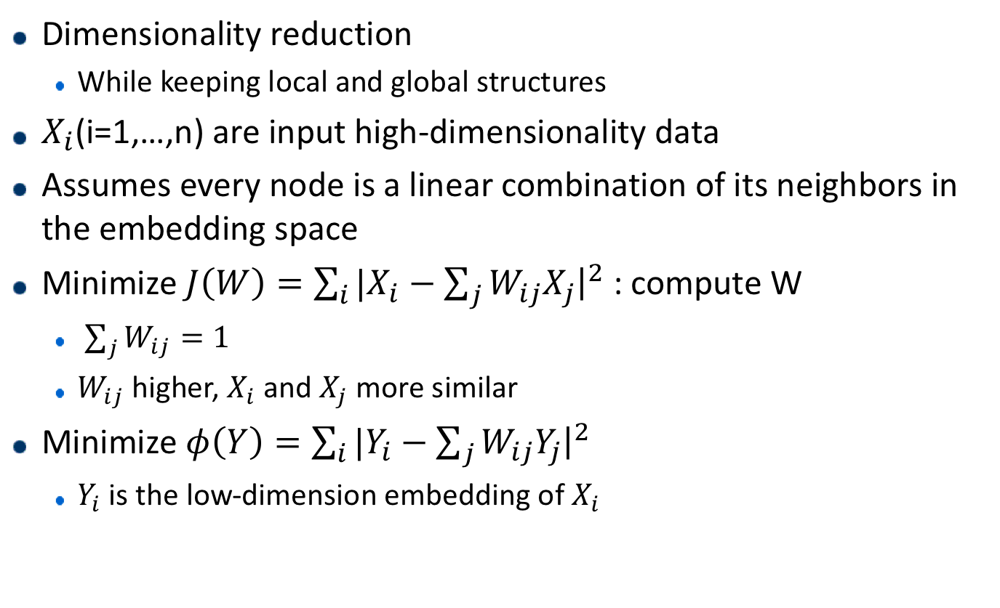 • Dimensionality reduction
• While keeping local and global structures
• $X_i$(i=1,...,n) are input high-dimensionality data
• Assumes every node is a linear combination of its neighbors in
the embedding space
• Minimize $J(W) = \sum_i |X_i - \sum_j W_{ij} X_j|^2$ : compute W
• $\sum_j W_{ij} = 1$
• $W_{ij}$ higher, $X_i$ and $X_j$ more similar
• Minimize $\phi(Y) = \sum_i |Y_i - \sum_j W_{ij} Y_j|^2$
• $Y_i$ is the low-dimension embedding of $X_i$